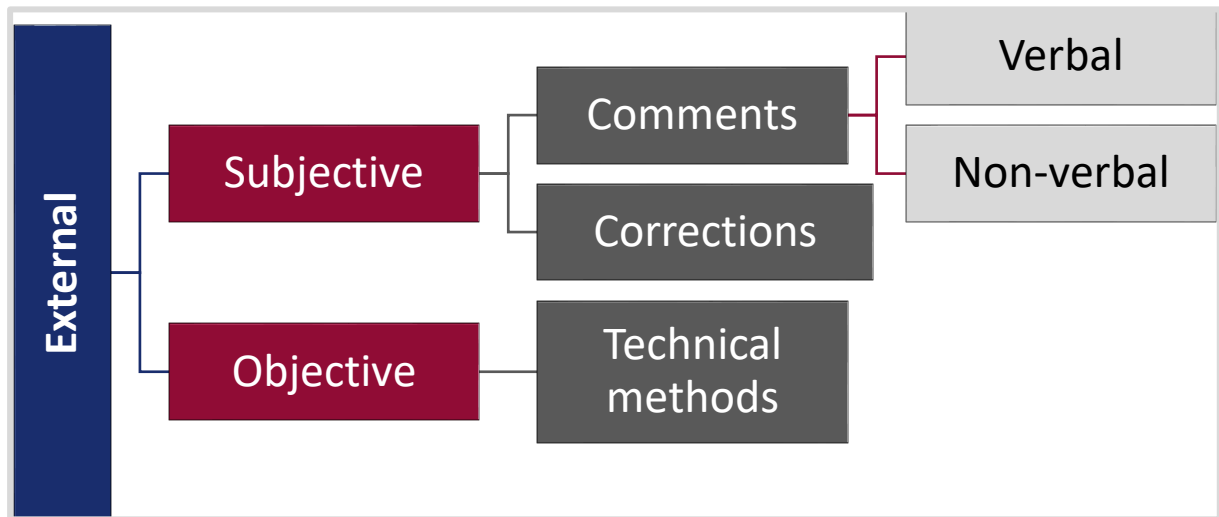 External
Subjective
Objective
Comments
Corrections
Technical
methods
Verbal
Non-verbal